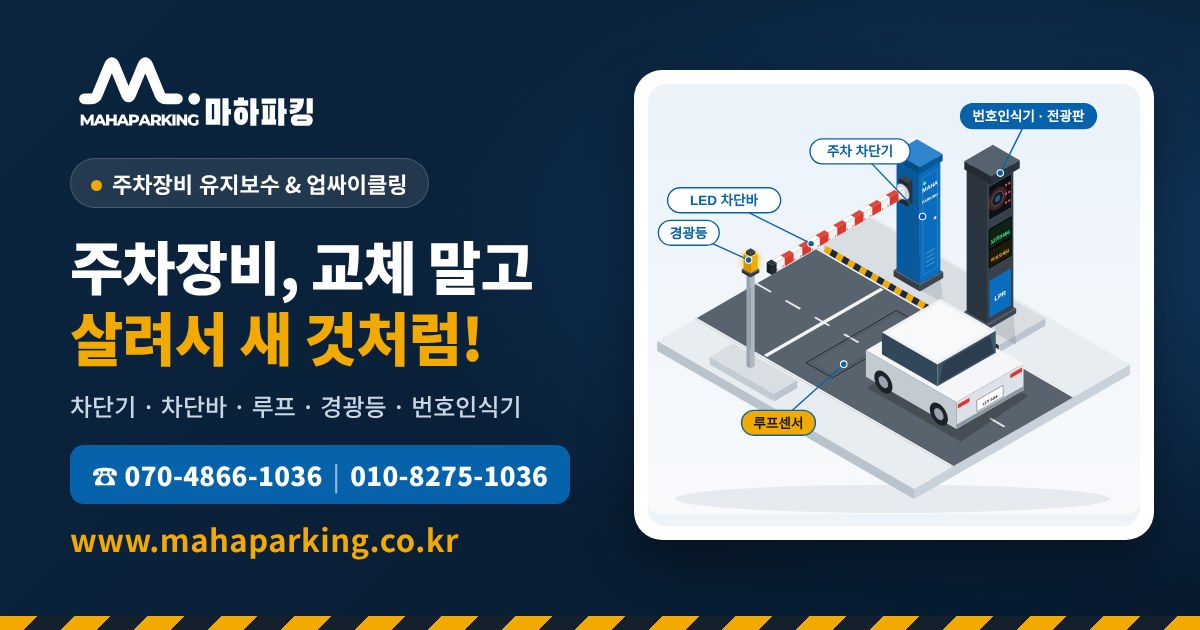 MAHAPARKING 마하파킹
주차장비 유지보수 & 업싸이클링
주차장비, 교체 말고
살려서 새 것처럼!
차단기 · 차단바 · 루프 · 경광등 · 번호인식기
☎ 070-4866-1036 | 010-8275-1036
www.mahaparking.co.kr
번호인식기 · 전광판
주차 차단기
LED 차단바
경광등
루프센서
MAHA
PARKING
LPR